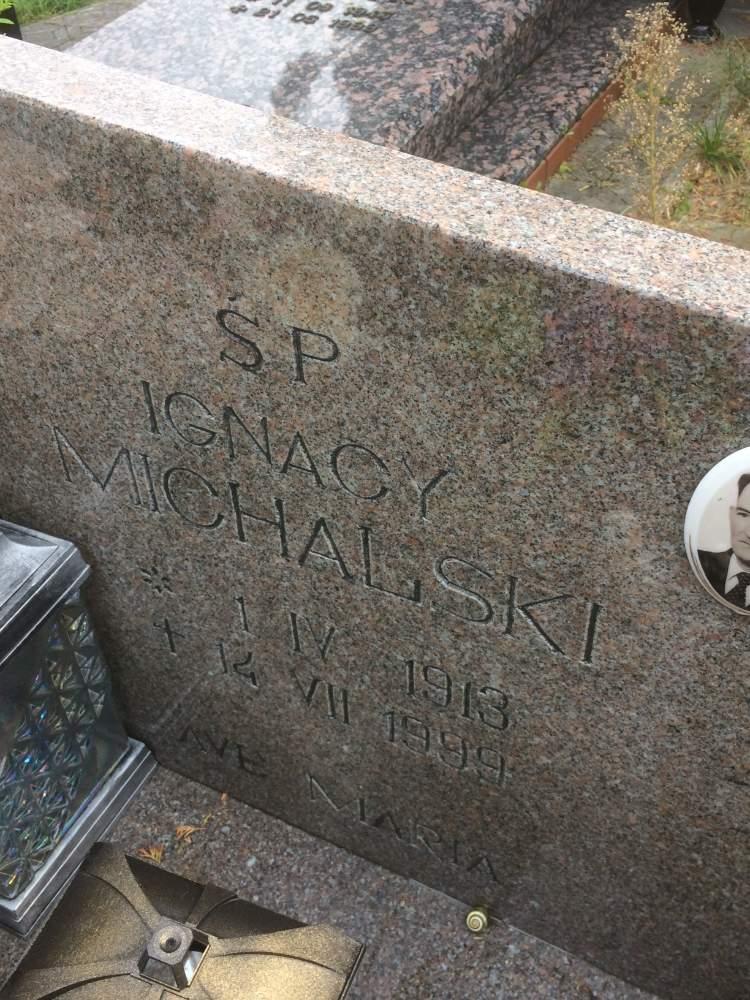 ŚP
IGNACY
MICHALSKI
* 1 IV 1913
† 14 VII 1999
AVE MARIA